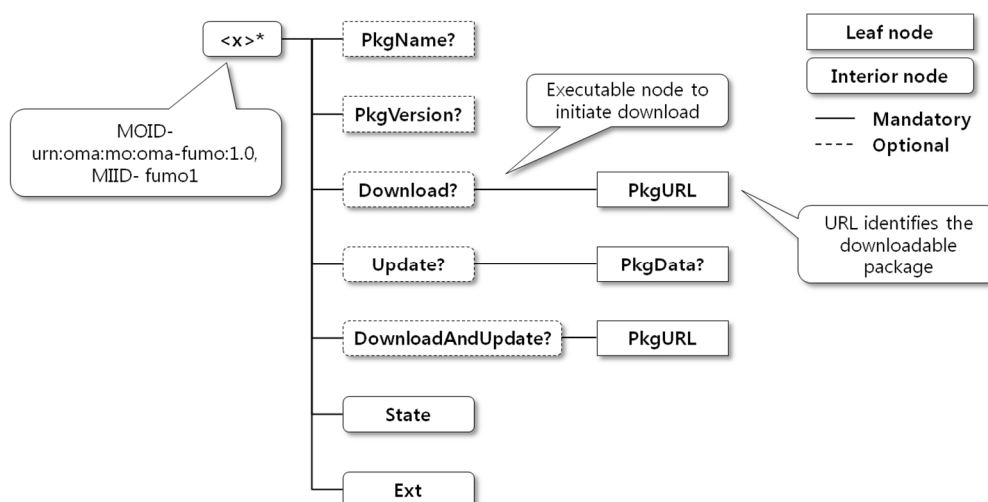 <x>*
PkgName?
Leaf node
Interior node
Mandatory
Optional
Executable node to
initiate download
PkgVersion?
MOID-
urn:oma:mo:oma-fumo:1.0,
MIID- fumo1
Download?
PkgURL
URL identifies the
downloadable
package
Update?
PkgData?
DownloadAndUpdate?
PkgURL
State
Ext